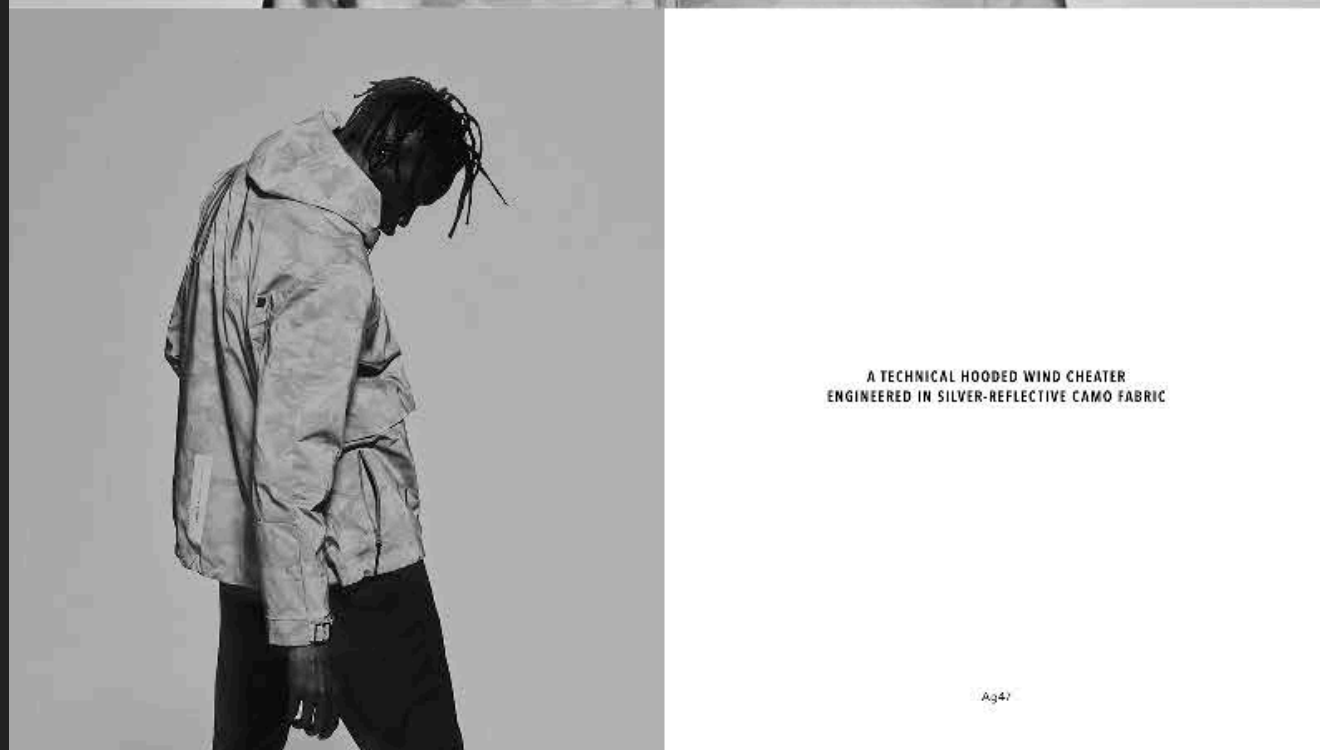 A TECHNICAL HOODED WIND CHEATER
ENGINEERED IN SILVER-REFLECTIVE CAMO FABRIC
Ag47